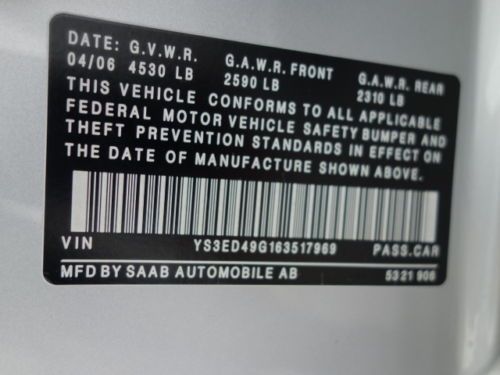 DATE: G.V.W.R. G.A.W.R. FRONT G.A.W.R. REAR
04/06 4530 LB 2590 LB 2310 LB
THIS VEHICLE CONFORMS TO ALL APPLICABLE
FEDERAL MOTOR VEHICLE SAFETY BUMPER AND
THEFT PREVENTION STANDARDS IN EFFECT ON
THE DATE OF MANUFACTURE SHOWN ABOVE.
VIN YS3ED49G163517969 PASS.CAR
MFD BY SAAB AUTOMOBILE AB 5321 906